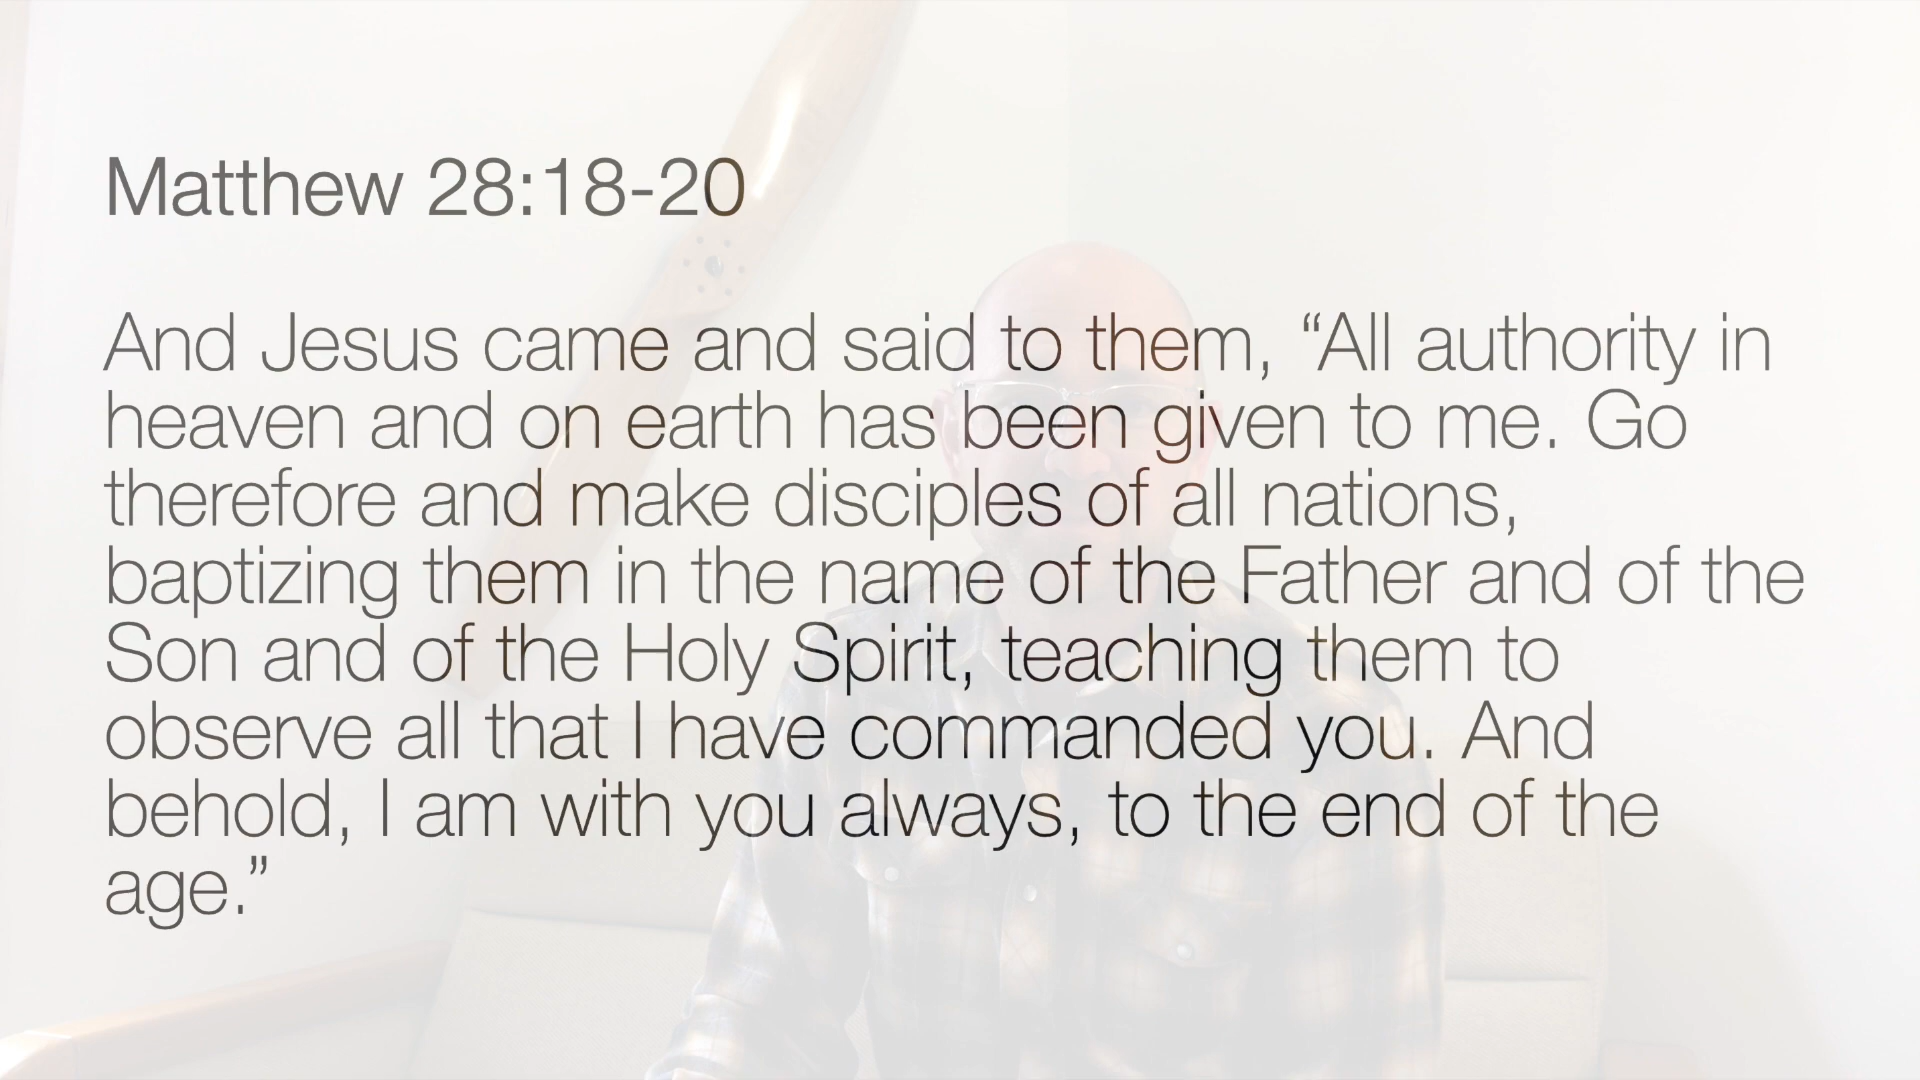 Matthew 28:18-20
And Jesus came and said to them, “All authority in
heaven and on earth has been given to me. Go
therefore and make disciples of all nations,
baptizing them in the name of the Father and of the
Son and of the Holy Spirit, teaching them to
observe all that I have commanded you. And
behold, I am with you always, to the end of the
age.”